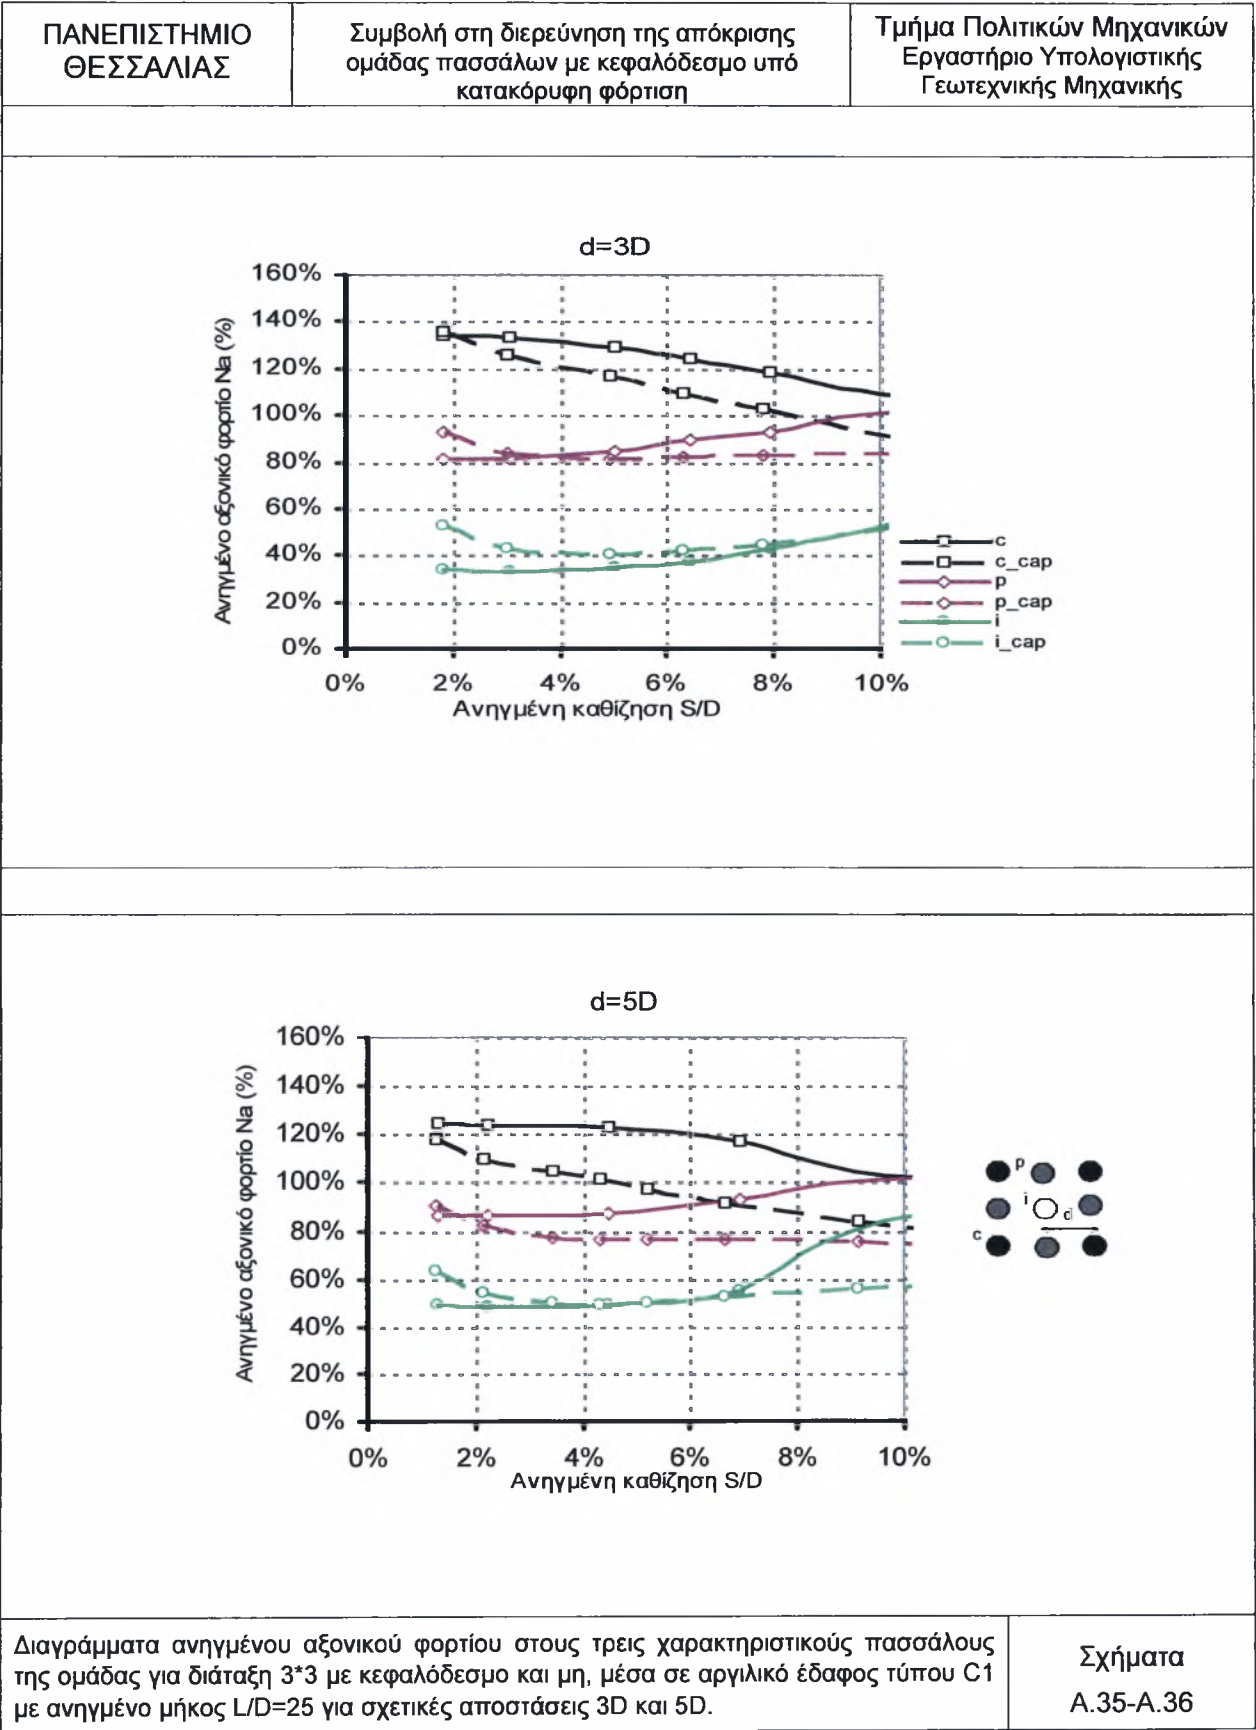 ΠΑΝΕΠΙΣΤΗΜΙΟ
ΘΕΣΣΑΛΙΑΣ
Συμβολή στη διερεύνηση της απόκρισης
ομάδας πασσάλων με κεφαλόδεσμο υπό
κατακόρυφη φόρτιση
Τμήμα Πολιτικών Μηχανικών
Εργαστήριο Υπολογιστικής
Γεωτεχνικής Μηχανικής
d=3D
160%
140%
120%
100%
80%
60%
40%
20%
0%
Ανηγμένο αξονικό φορτίο Na (%)
0% 2% 4% 6% 8% 10%
Ανηγμένη καθίζηση S/D
c
c_cap
p
p_cap
i
i_cap
d=5D
160%
140%
120%
100%
80%
60%
40%
20%
0%
Ανηγμένο αξονικό φορτίο Na (%)
0% 2% 4% 6% 8% 10%
Ανηγμένη καθίζηση S/D
p
i
d
c
Διαγράμματα ανηγμένου αξονικού φορτίου στους τρεις χαρακτηριστικούς πασσάλους
της ομάδας για διάταξη 3*3 με κεφαλόδεσμο και μη, μέσα σε αργιλικό έδαφος τύπου C1
με ανηγμένο μήκος L/D=25 για σχετικές αποστάσεις 3D και 5D.
Σχήματα
A.35-A.36